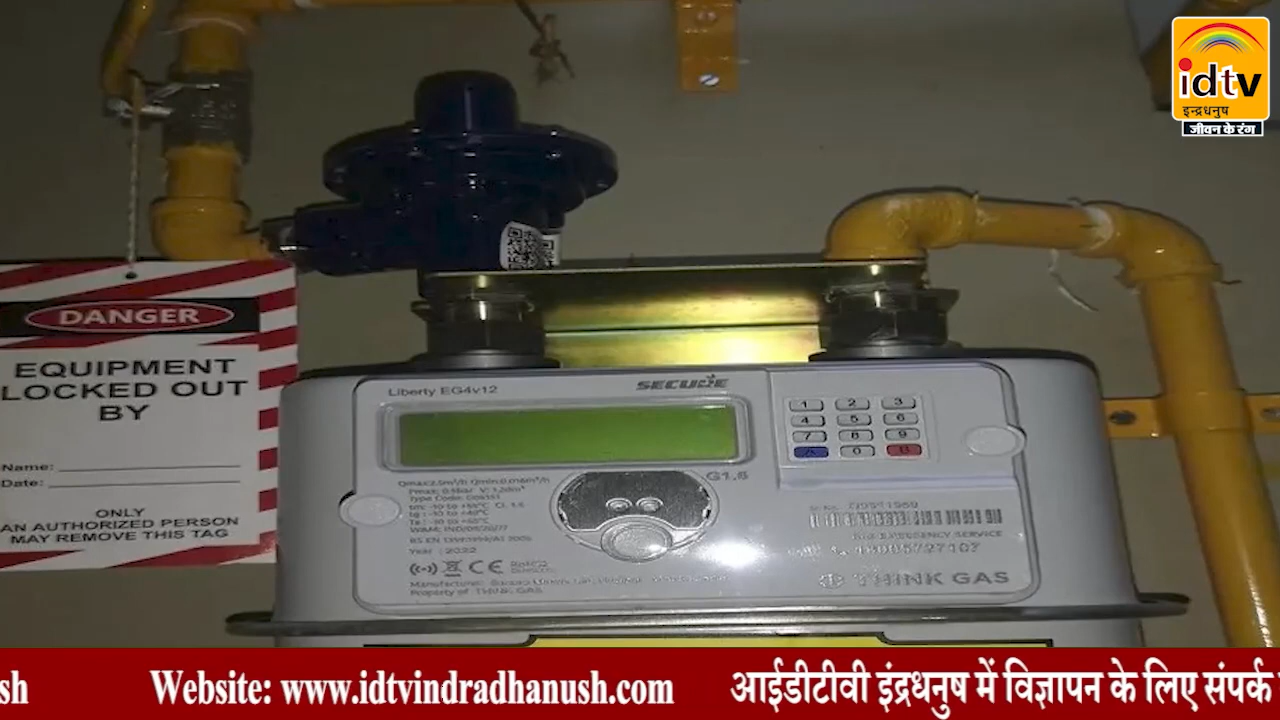 idtv
इन्द्रधनुष
जीवन के रंग
DANGER
EQUIPMENT
LOCKED OUT
BY
Name:
Date:
ONLY
AN AUTHORIZED PERSON
MAY REMOVE THIS TAG
Liberty EG4v12
SECURE
1 2 3
4 5 6
7 8 9
A 0 B
G1.6
Year : 2022
CE
Property of THINK GAS
THINK GAS
sh
Website: www.idtvindradhanush.com
आईडीटीवी इंद्रधनुष में विज्ञापन के लिए संपर्क